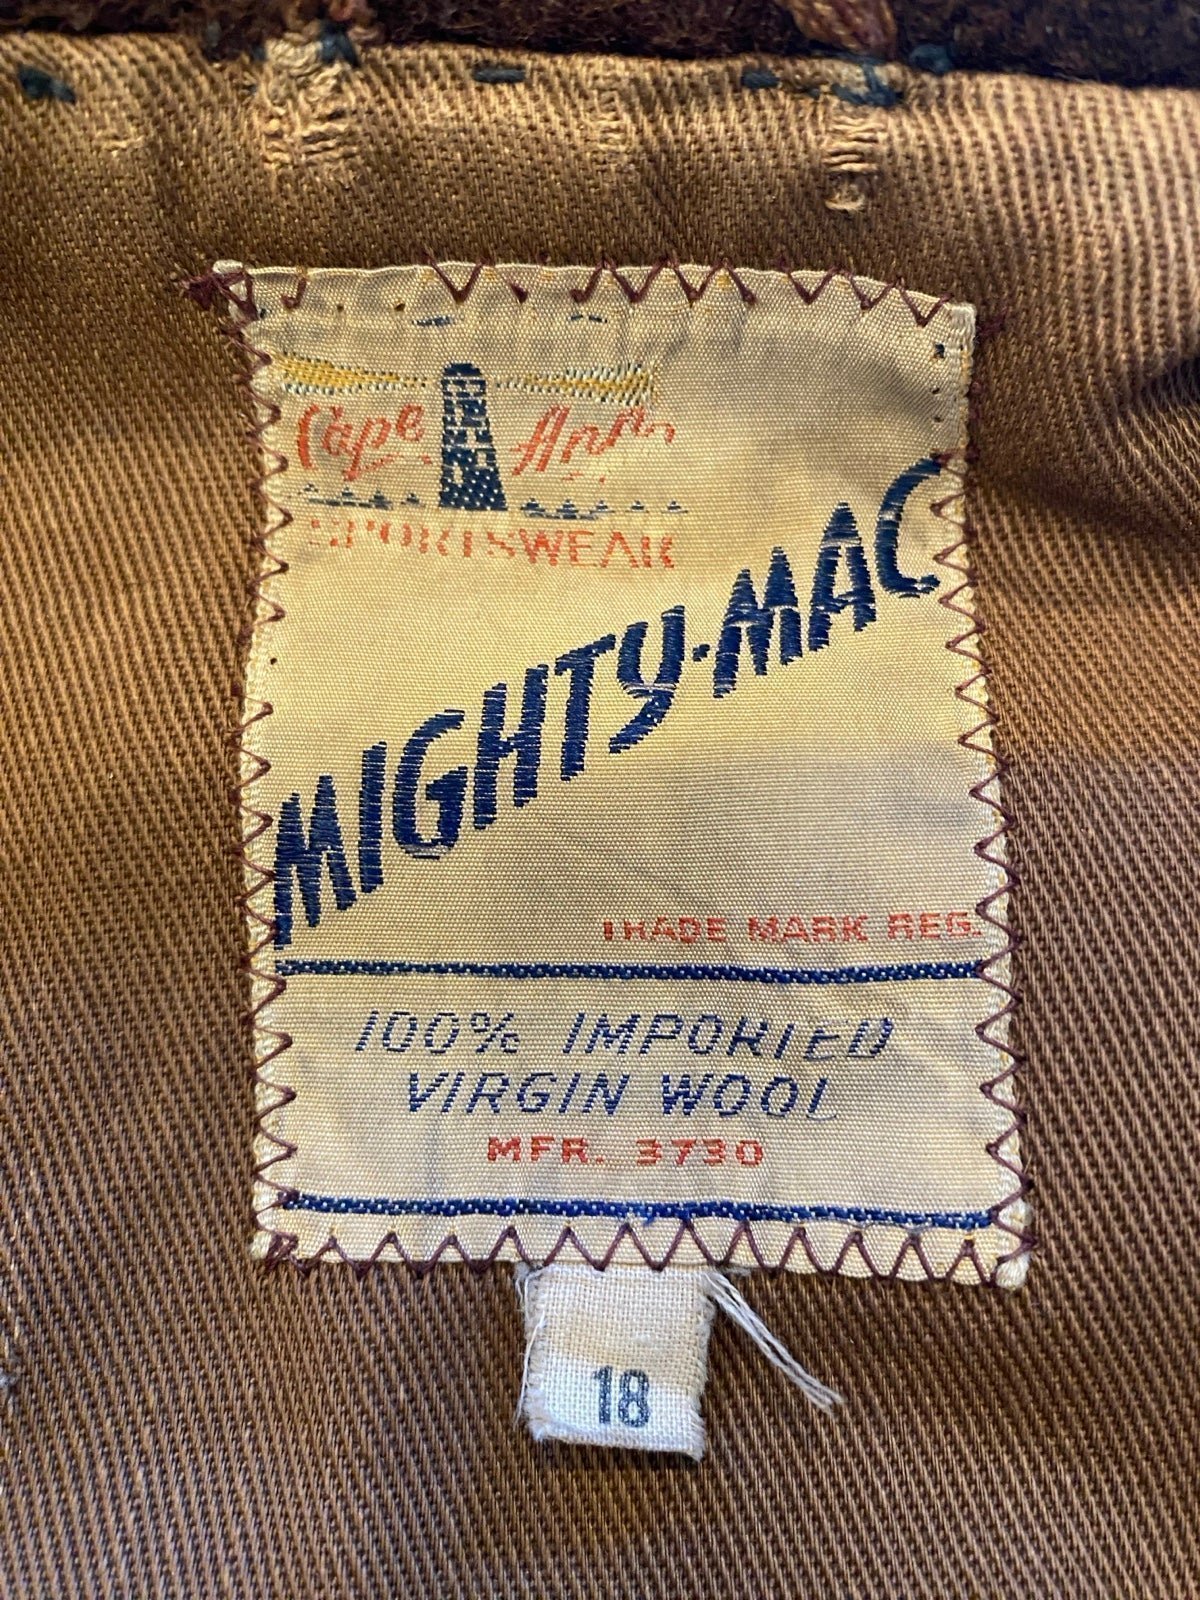 Cape Ann
SPORTSWEAR
MIGHTY-MAC
TRADE MARK REG.
100% IMPORTED
VIRGIN WOOL
MFR. 3730
18